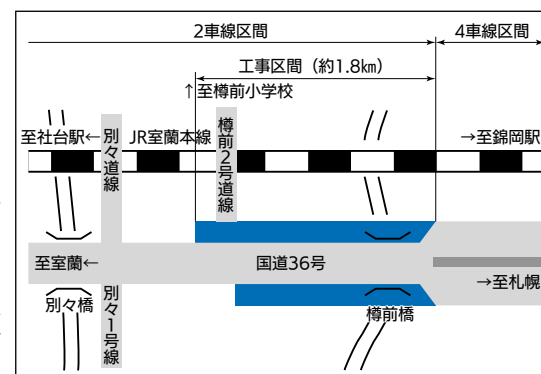 2車線区間
4車線区間
工事区間（約1.8㎞）
↑至樽前小学校
至社台駅←
別々道線
JR室蘭本線
樽前2号道線
→至錦岡駅
至室蘭←
国道36号
→至札幌
別々橋
別々1号線
樽前橋